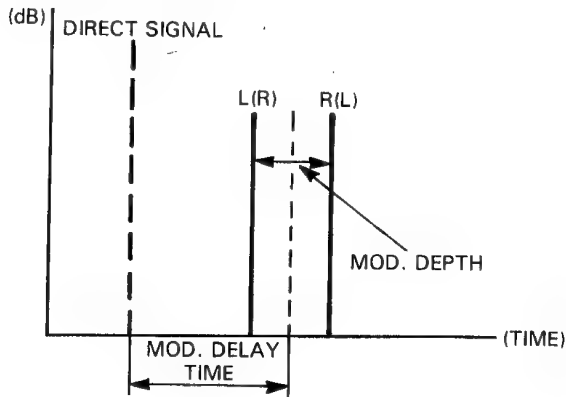 (dB)
DIRECT SIGNAL
L(R) R(L)
MOD. DEPTH
(TIME)
MOD. DELAY
TIME